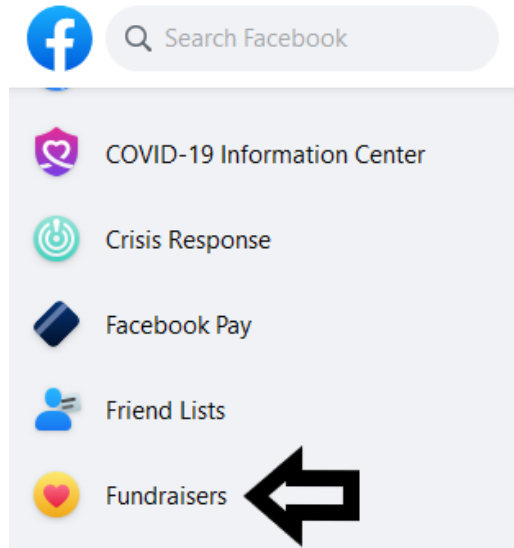 Search Facebook
COVID-19 Information Center
Crisis Response
Facebook Pay
Friend Lists
Fundraisers